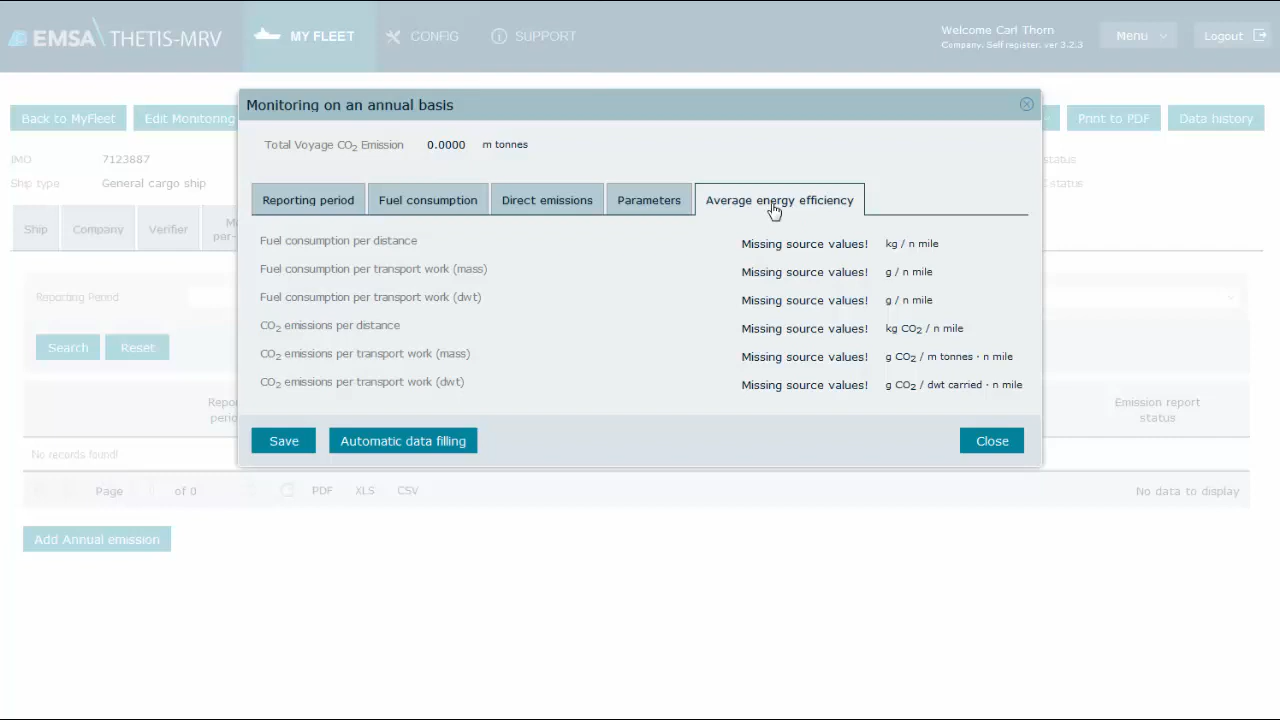 EMSA THETIS-MRV
MY FLEET
CONFIG
SUPPORT
Welcome Carl Thorn
Company. Self register. ver 3.2.3
Menu
Logout
Monitoring on an annual basis
Back to MyFleet
Edit Monitoring
Print to PDF
Data history
Total Voyage CO2 Emission 0.0000 m tonnes
IMO 7123887
status
Ship type General cargo ship
status
Reporting period
Fuel consumption
Direct emissions
Parameters
Average energy efficiency
Ship
Company
Verifier
per-
Fuel consumption per distance Missing source values! kg / n mile
Fuel consumption per transport work (mass) Missing source values! g / n mile
Fuel consumption per transport work (dwt) Missing source values! g / n mile
CO2 emissions per distance Missing source values! kg CO2 / n mile
CO2 emissions per transport work (mass) Missing source values! g CO2 / m tonnes · n mile
CO2 emissions per transport work (dwt) Missing source values! g CO2 / dwt carried · n mile
Reporting Period
Search
Reset
Emission report
status
Save
Automatic data filling
Close
No records found!
Page of 0
PDF
XLS
CSV
No data to display
Add Annual emission